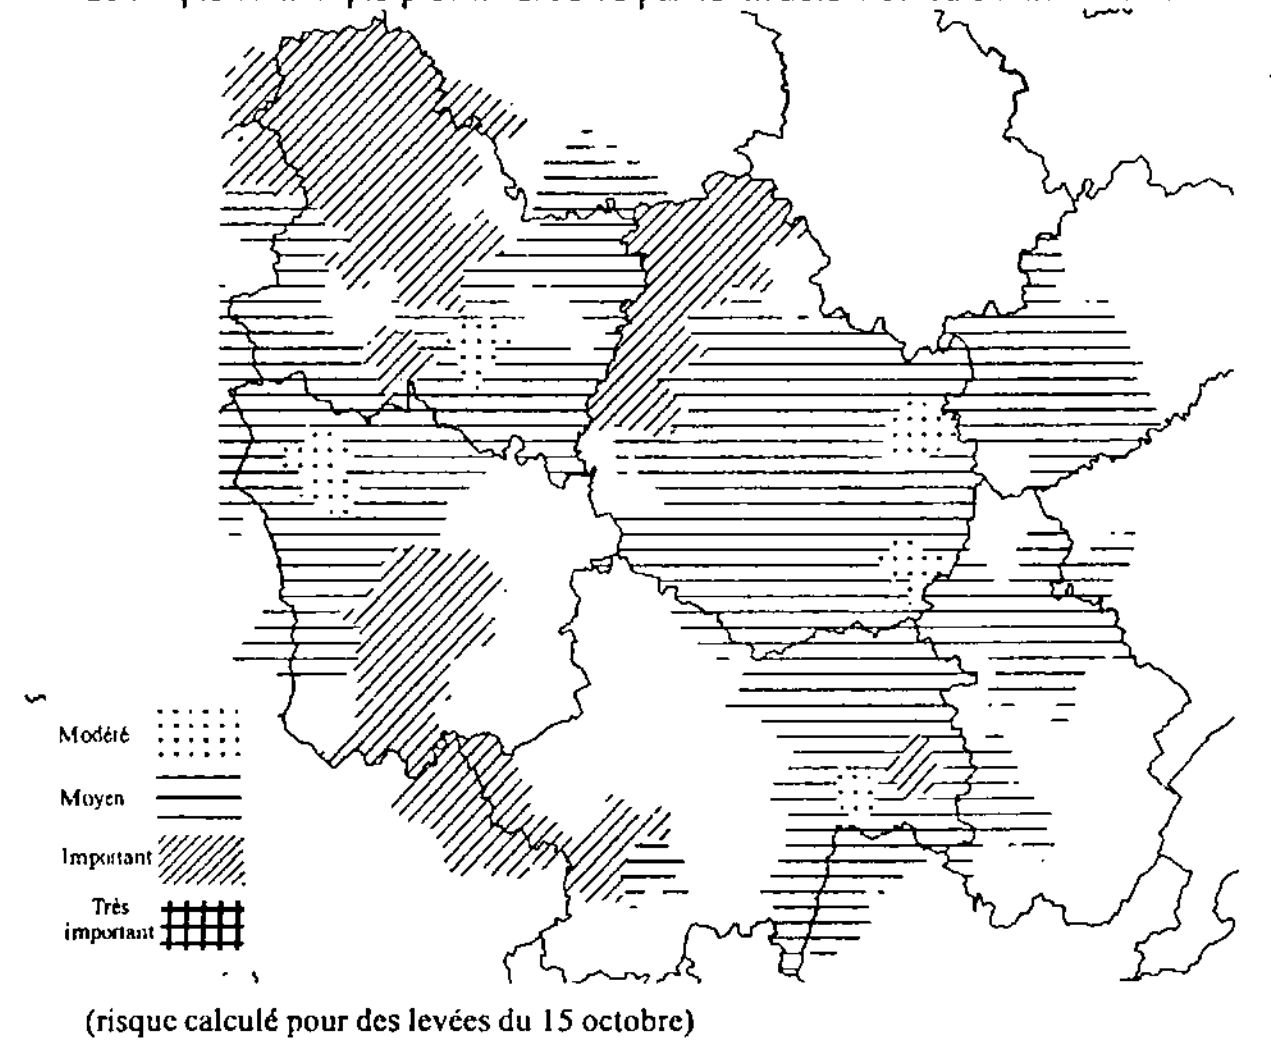 Modéré
Moyen
Important
Très
important
(risque calculé pour des levées du 15 octobre)